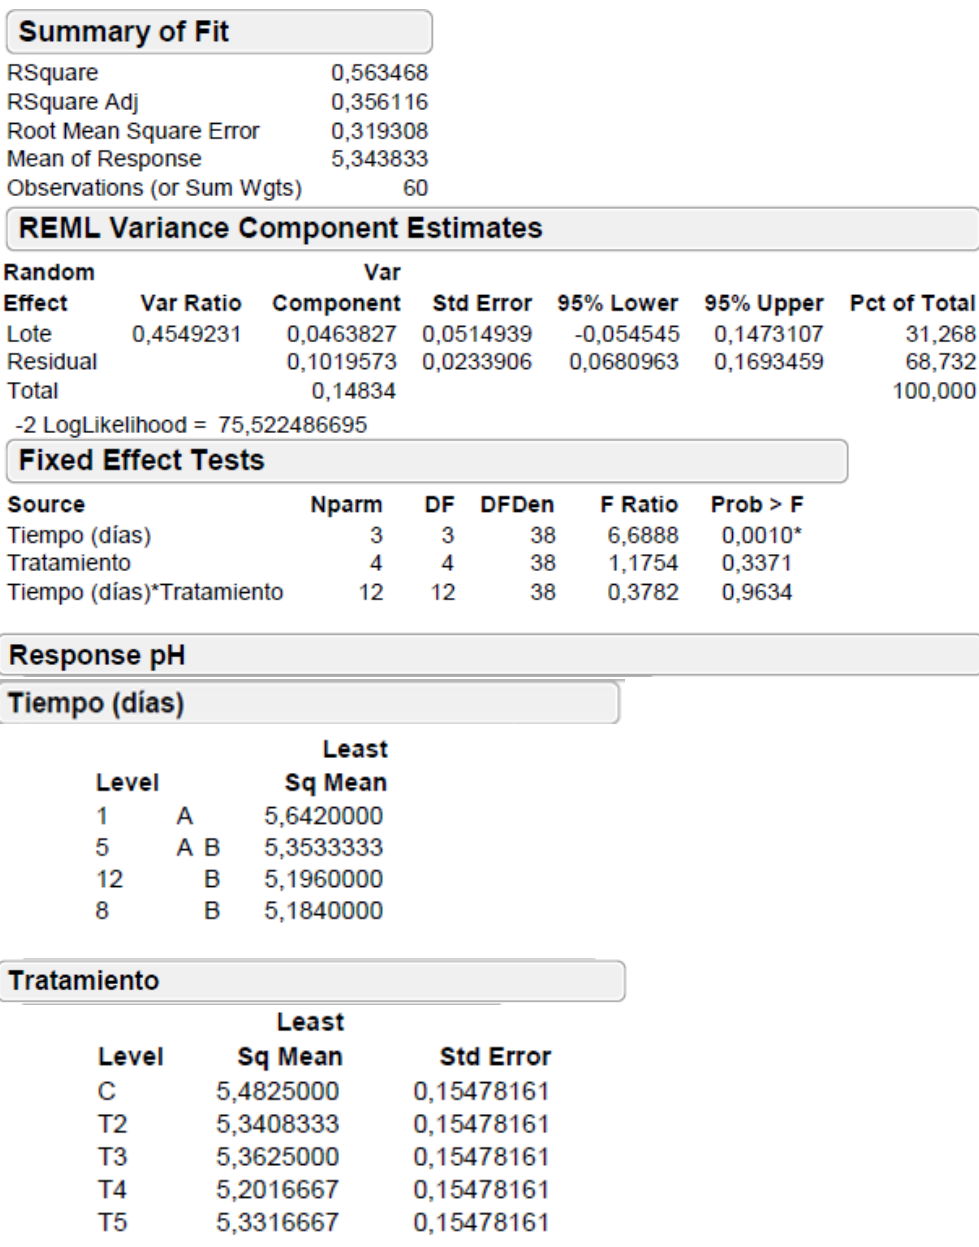 Summary of Fit
RSquare 0,563468
RSquare Adj 0,356116
Root Mean Square Error 0,319308
Mean of Response 5,343833
Observations (or Sum Wgts) 60
REML Variance Component Estimates
Random Var
Effect Var Ratio Component Std Error 95% Lower 95% Upper Pct of Total
Lote 0,4549231 0,0463827 0,0514939 -0,054545 0,1473107 31,268
Residual 0,1019573 0,0233906 0,0680963 0,1693459 68,732
Total 0,14834 100,000
-2 LogLikelihood = 75,522486695
Fixed Effect Tests
Source Nparm DF DFDen F Ratio Prob > F
Tiempo (días) 3 3 38 6,6888 0,0010*
Tratamiento 4 4 38 1,1754 0,3371
Tiempo (días)*Tratamiento 12 12 38 0,3782 0,9634
Response pH
Tiempo (días)
Least
Level Sq Mean
1 A 5,6420000
5 A B 5,3533333
12 B 5,1960000
8 B 5,1840000
Tratamiento
Least
Level Sq Mean Std Error
C 5,4825000 0,15478161
T2 5,3408333 0,15478161
T3 5,3625000 0,15478161
T4 5,2016667 0,15478161
T5 5,3316667 0,15478161